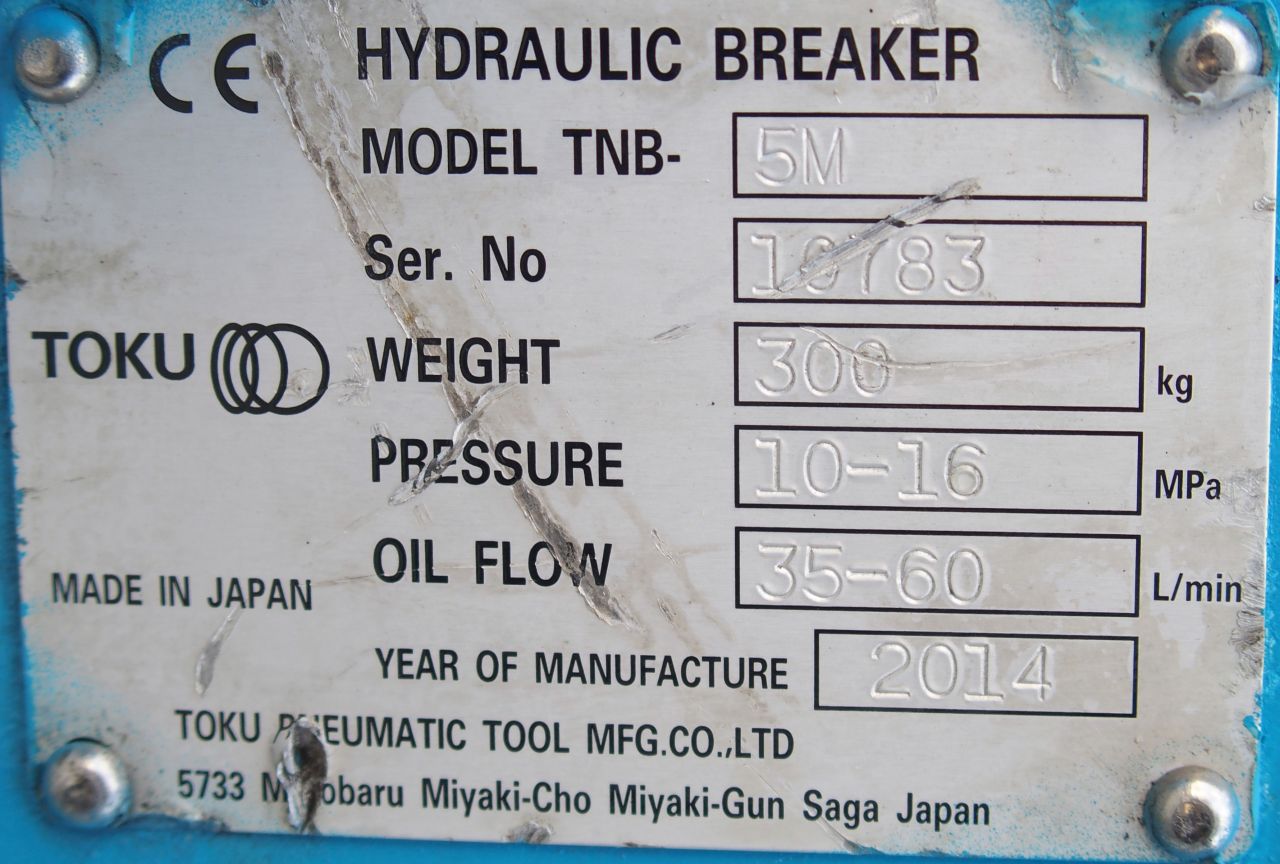 CE HYDRAULIC BREAKER
MODEL TNB- 5M
Ser. No 10783
TOKU WEIGHT 300 kg
PRESSURE 10-16 MPa
OIL FLOW 35-60 L/min
MADE IN JAPAN
YEAR OF MANUFACTURE 2014
TOKU PNEUMATIC TOOL MFG.CO.,LTD
5733 Miyaki-Cho Miyaki-Gun Saga Japan